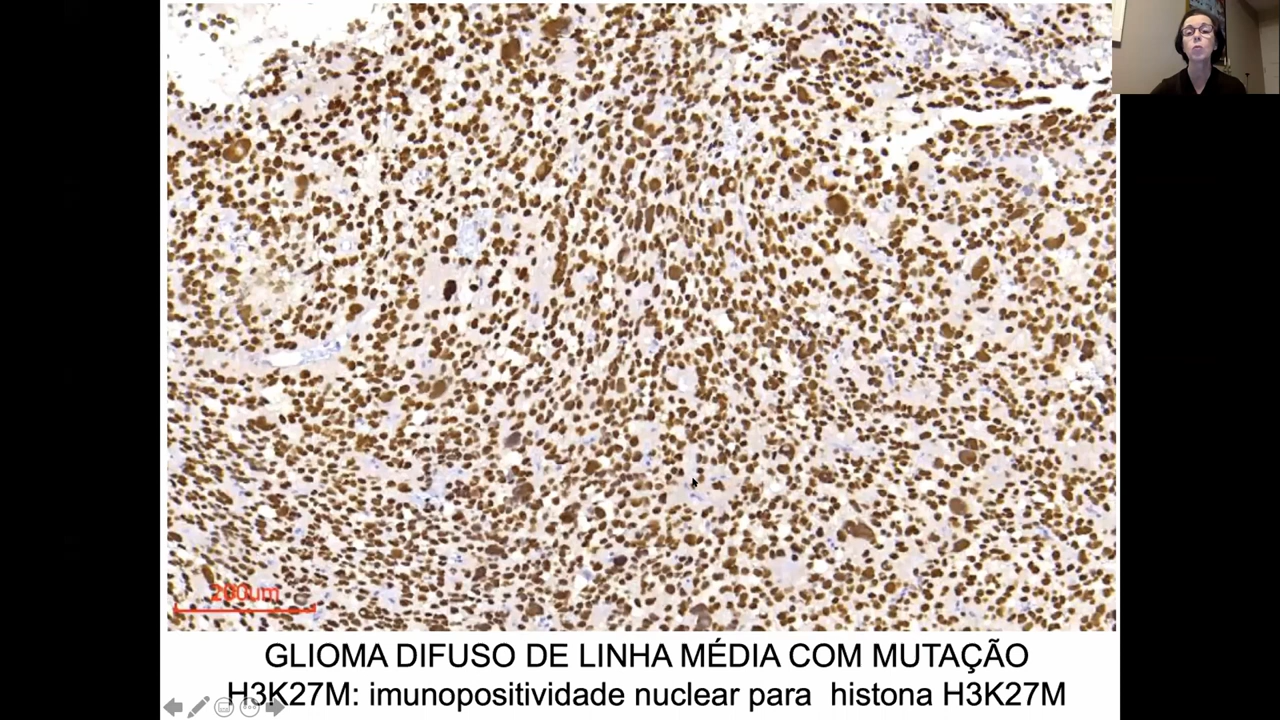 200um
GLIOMA DIFUSO DE LINHA MÉDIA COM MUTAÇÃO
H3K27M: imunopositividade nuclear para histona H3K27M